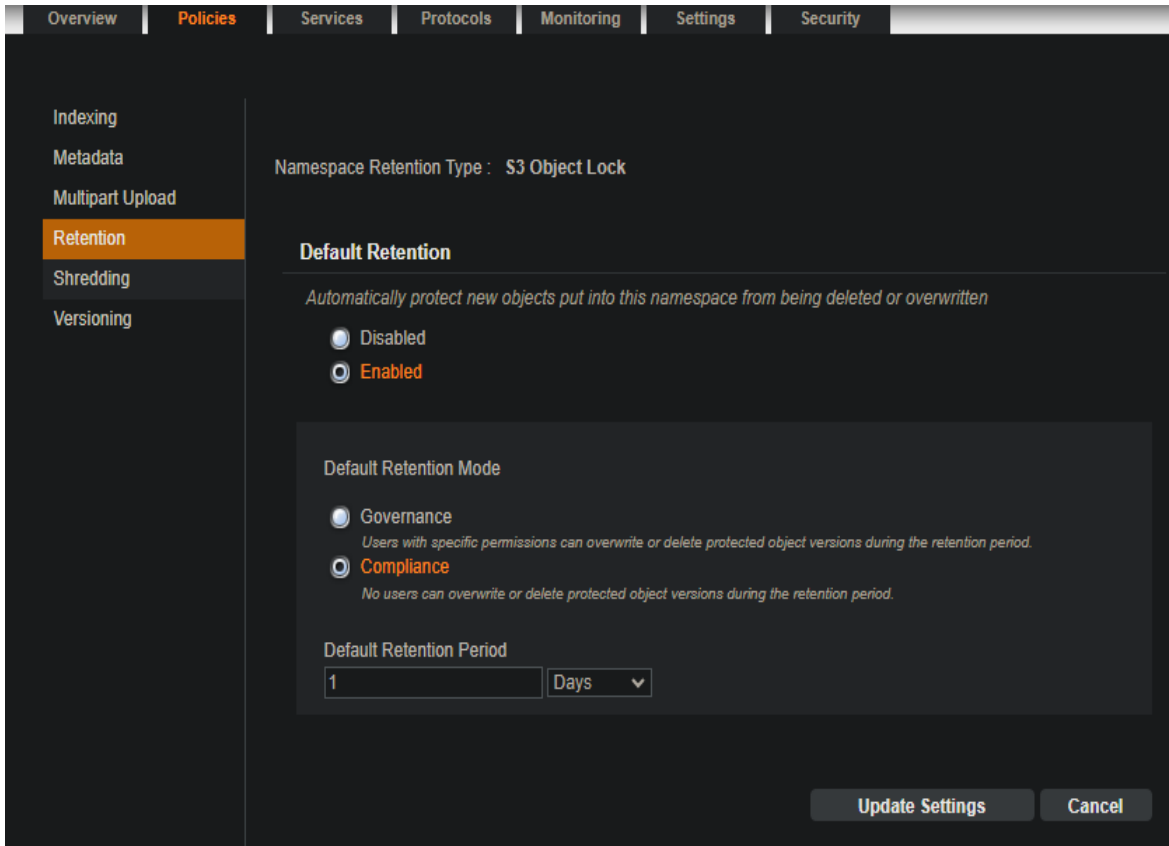 Overview Policies Services Protocols Monitoring Settings Security
Indexing
Metadata
Multipart Upload
Retention
Shredding
Versioning
Namespace Retention Type : S3 Object Lock
Default Retention
Automatically protect new objects put into this namespace from being deleted or overwritten
Disabled
Enabled
Default Retention Mode
Governance
Users with specific permissions can overwrite or delete protected object versions during the retention period.
Compliance
No users can overwrite or delete protected object versions during the retention period.
Default Retention Period
1 Days
Update Settings Cancel